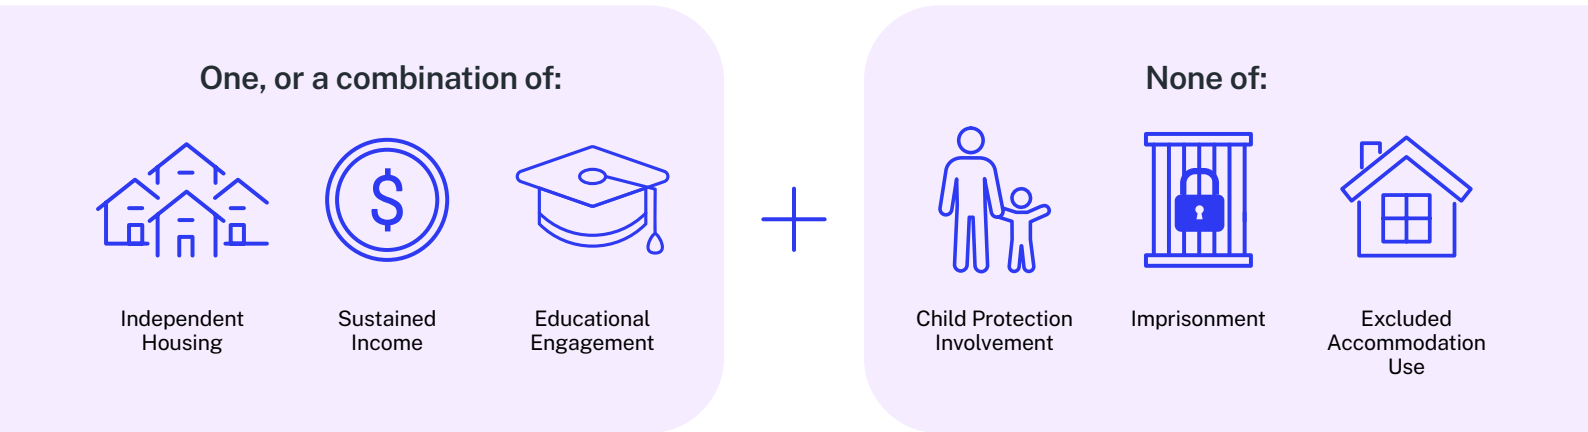 One, or a combination of:
Independent
Housing
Sustained
Income
Educational
Engagement
None of:
Child Protection
Involvement
Imprisonment
Excluded
Accommodation
Use